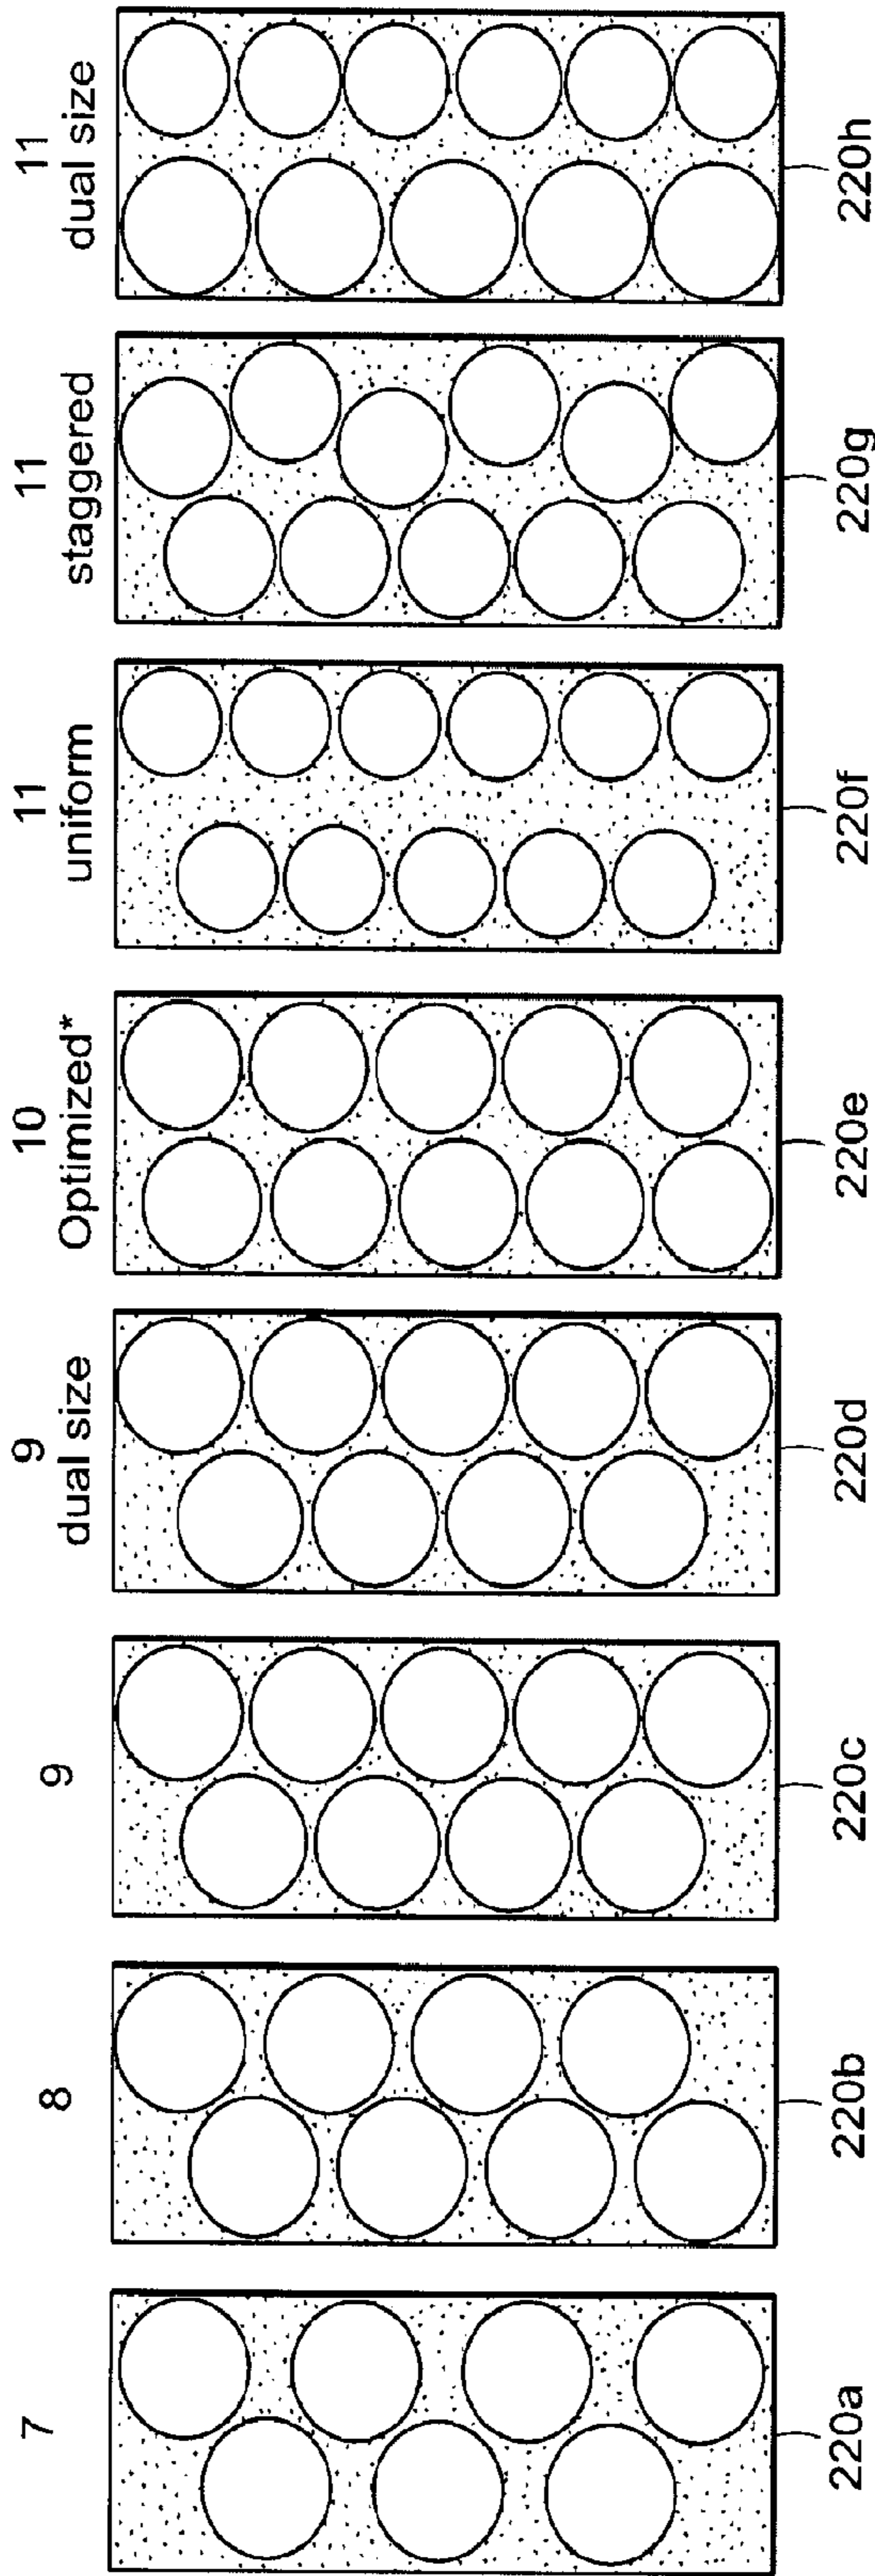 7
220a
8
220b
9
220c
9
dual size
220d
10
Optimized*
220e
11
uniform
220f
11
staggered
220g
11
dual size
220h